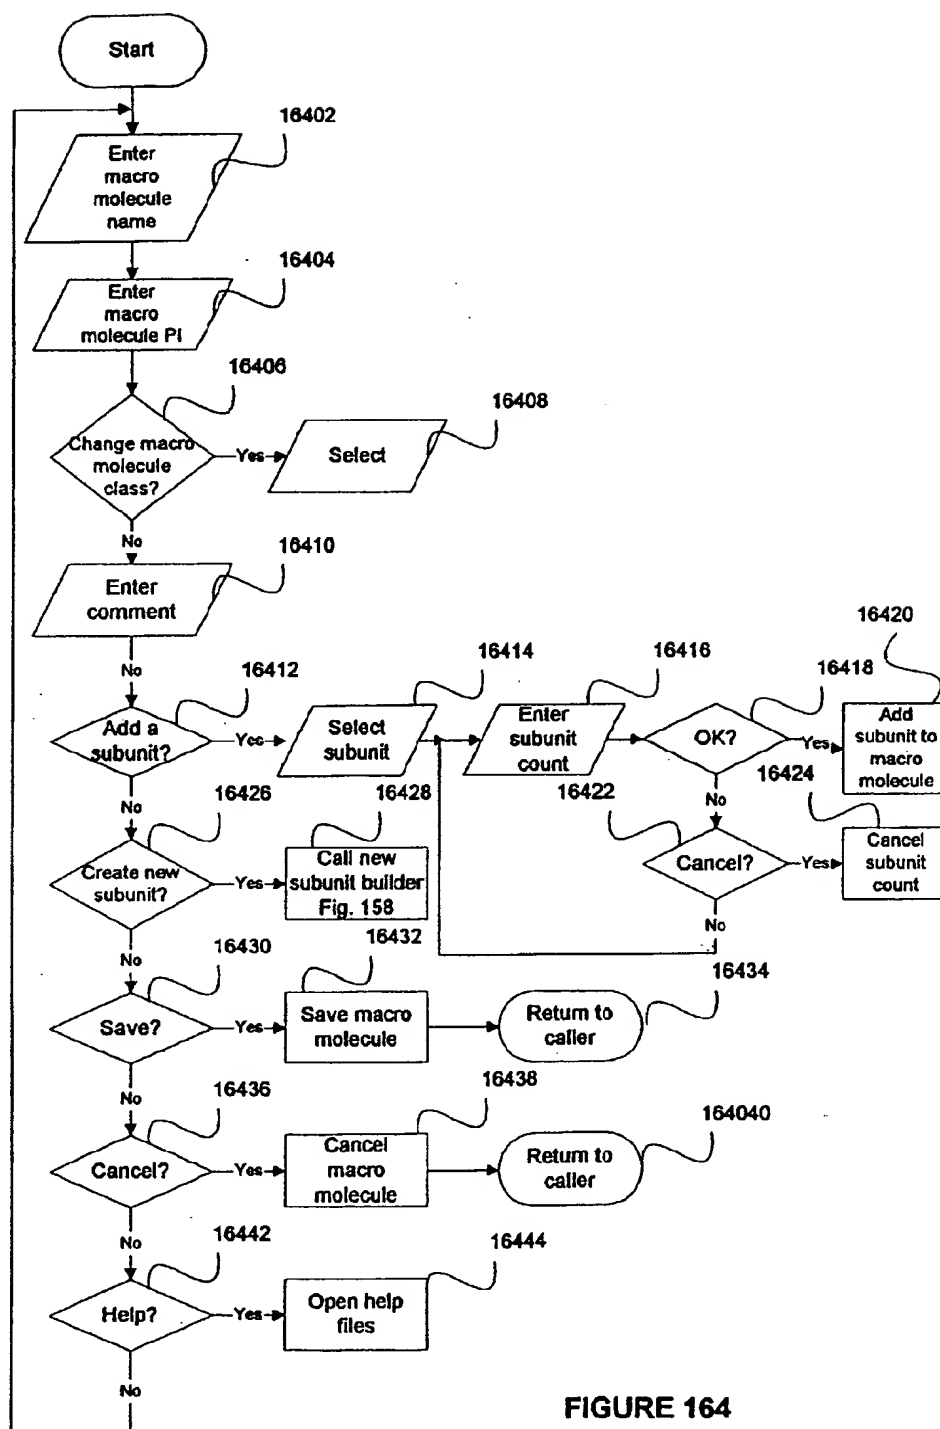 Start
16402
Enter
macro
molecule
name
16404
Enter
macro
molecule PI
16406
16408
Change macro
molecule
class?
Yes
Select
No
16410
Enter
comment
No
16412
16414
16416
16418
16420
Add a
subunit?
Yes
Select
subunit
Enter
subunit
count
OK?
Yes
Add
subunit to
macro
molecule
No
16422
16424
Cancel?
Yes
Cancel
subunit
count
No
No
16426
16428
Create new
subunit?
Yes
Call new
subunit builder
Fig. 158
No
16430
16432
16434
Save?
Yes
Save macro
molecule
Return to
caller
No
16436
16438
164040
Cancel?
Yes
Cancel
macro
molecule
Return to
caller
No
16442
16444
Help?
Yes
Open help
files
No
FIGURE 164